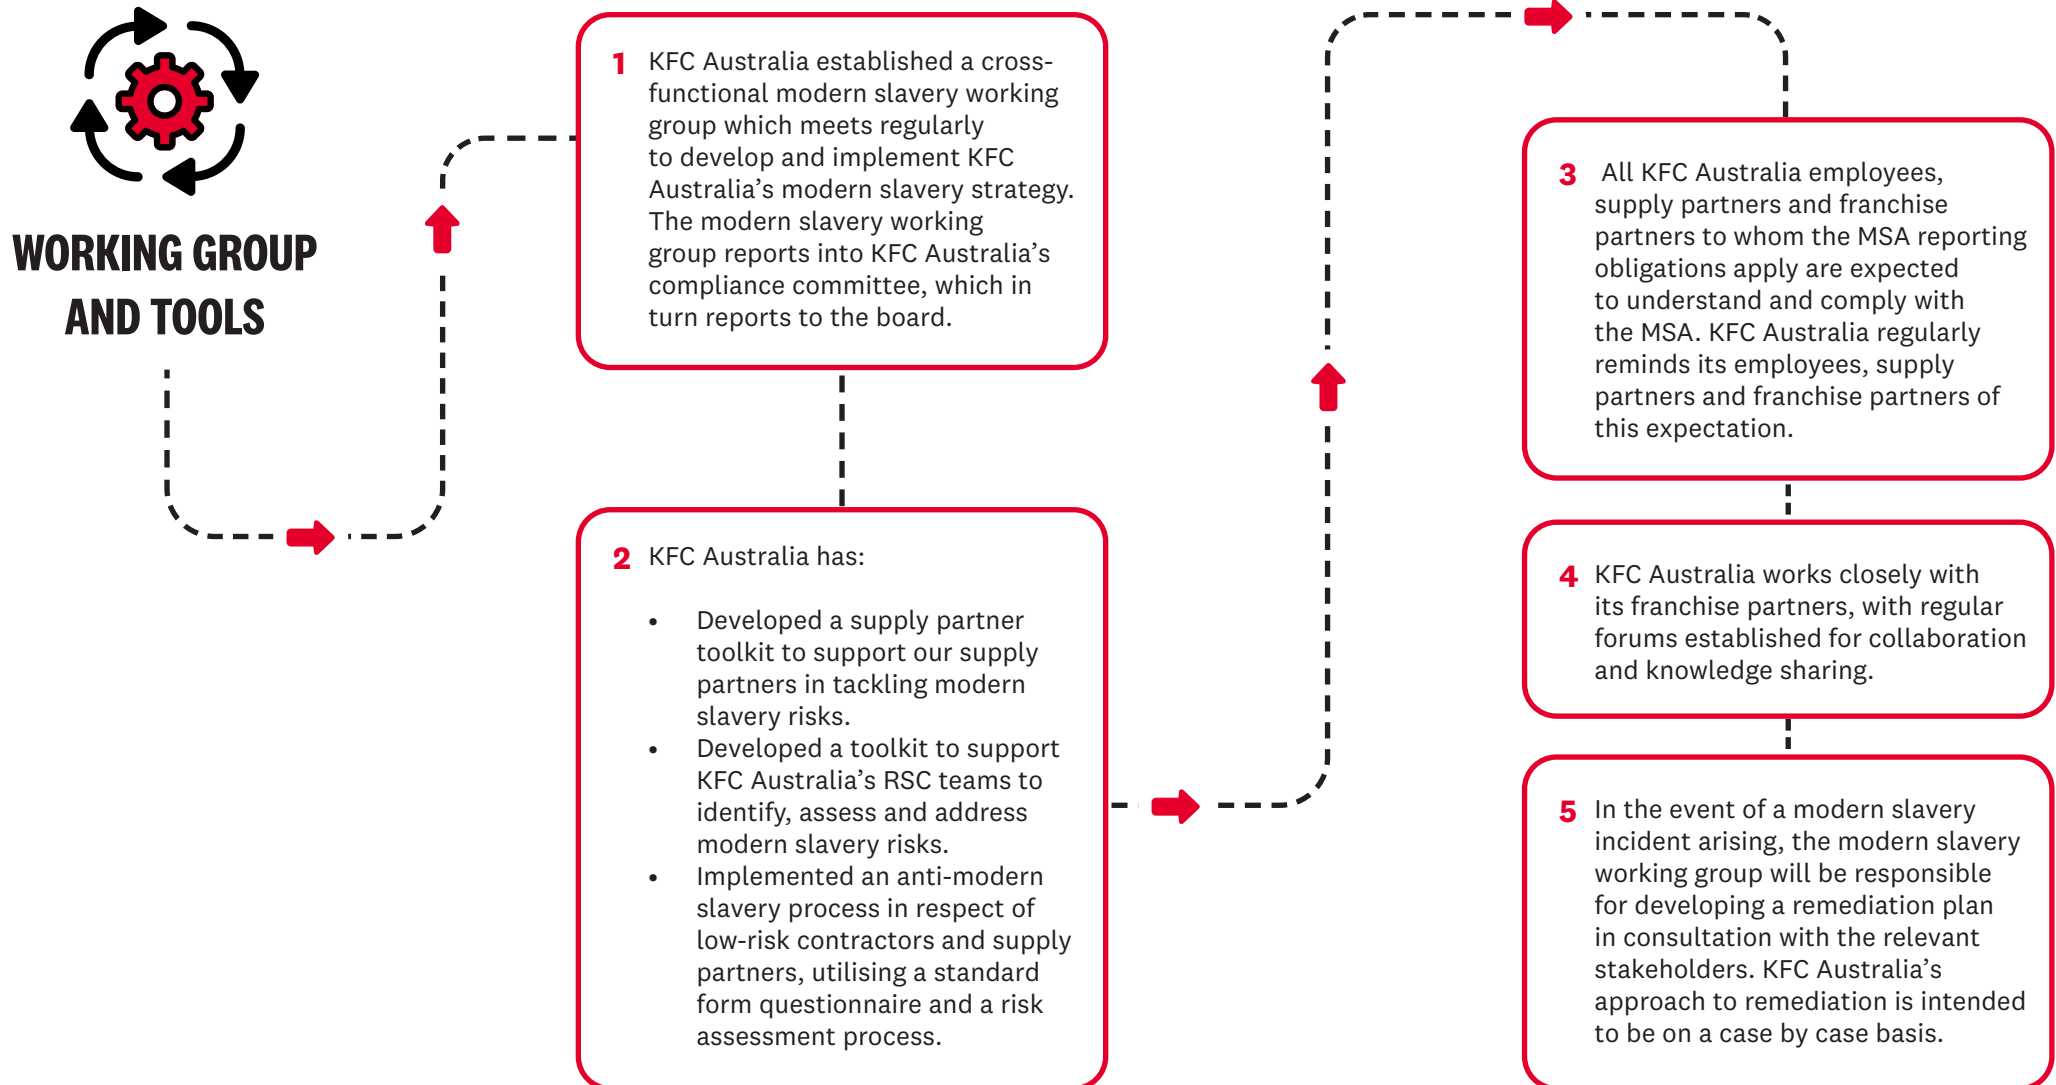 WORKING GROUP
AND TOOLS
1 KFC Australia established a cross-
functional modern slavery working
group which meets regularly
to develop and implement KFC
Australia’s modern slavery strategy.
The modern slavery working
group reports into KFC Australia’s
compliance committee, which in
turn reports to the board.
2 KFC Australia has:
• Developed a supply partner
toolkit to support our supply
partners in tackling modern
slavery risks.
• Developed a toolkit to support
KFC Australia’s RSC teams to
identify, assess and address
modern slavery risks.
• Implemented an anti-modern
slavery process in respect of
low-risk contractors and supply
partners, utilising a standard
form questionnaire and a risk
assessment process.
3 All KFC Australia employees,
supply partners and franchise
partners to whom the MSA reporting
obligations apply are expected
to understand and comply with
the MSA. KFC Australia regularly
reminds its employees, supply
partners and franchise partners of
this expectation.
4 KFC Australia works closely with
its franchise partners, with regular
forums established for collaboration
and knowledge sharing.
5 In the event of a modern slavery
incident arising, the modern slavery
working group will be responsible
for developing a remediation plan
in consultation with the relevant
stakeholders. KFC Australia’s
approach to remediation is intended
to be on a case by case basis.